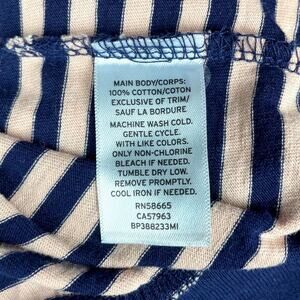 MAIN BODY/CORPS:
100% COTTON/COTON
EXCLUSIVE OF TRIM/
SAUF LA BORDURE
MACHINE WASH COLD.
GENTLE CYCLE.
WITH LIKE COLORS.
ONLY NON-CHLORINE
BLEACH IF NEEDED.
TUMBLE DRY LOW.
REMOVE PROMPTLY.
COOL IRON IF NEEDED.
RN58665
CA57963
BP388233MI